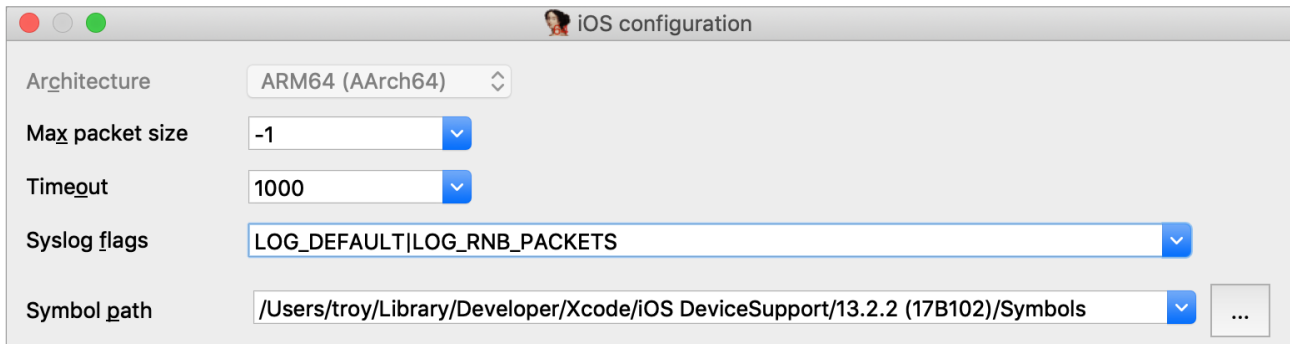 iOS configuration
Architecture ARM64 (AArch64)
Max packet size -1
Timeout 1000
Syslog flags LOG_DEFAULT|LOG_RNB_PACKETS
Symbol path /Users/troy/Library/Developer/Xcode/iOS DeviceSupport/13.2.2 (17B102)/Symbols ...